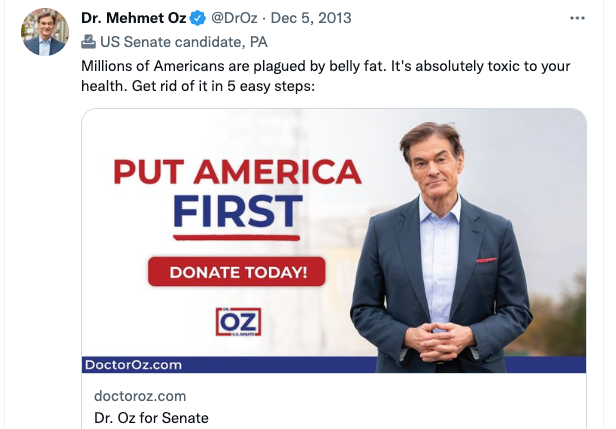 Dr. Mehmet Oz @DrOz · Dec 5, 2013
US Senate candidate, PA
Millions of Americans are plagued by belly fat. It's absolutely toxic to your
health. Get rid of it in 5 easy steps:
PUT AMERICA
FIRST
DONATE TODAY!
DR.
OZ
U.S. SENATE
DoctorOz.com
doctoroz.com
Dr. Oz for Senate